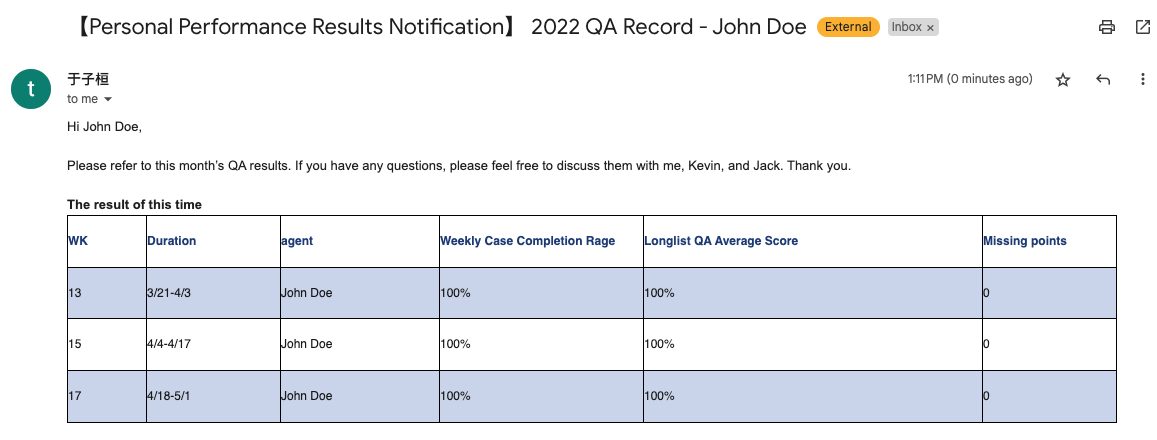 【Personal Performance Results Notification】 2022 QA Record - John Doe External Inbox ×
t
于子桓 1:11 PM (0 minutes ago)
to me
Hi John Doe,
Please refer to this month's QA results. If you have any questions, please feel free to discuss them with me, Kevin, and Jack. Thank you.
The result of this time
WK Duration agent Weekly Case Completion Rage Longlist QA Average Score Missing points
13 3/21-4/3 John Doe 100% 100% 0
15 4/4-4/17 John Doe 100% 100% 0
17 4/18-5/1 John Doe 100% 100% 0